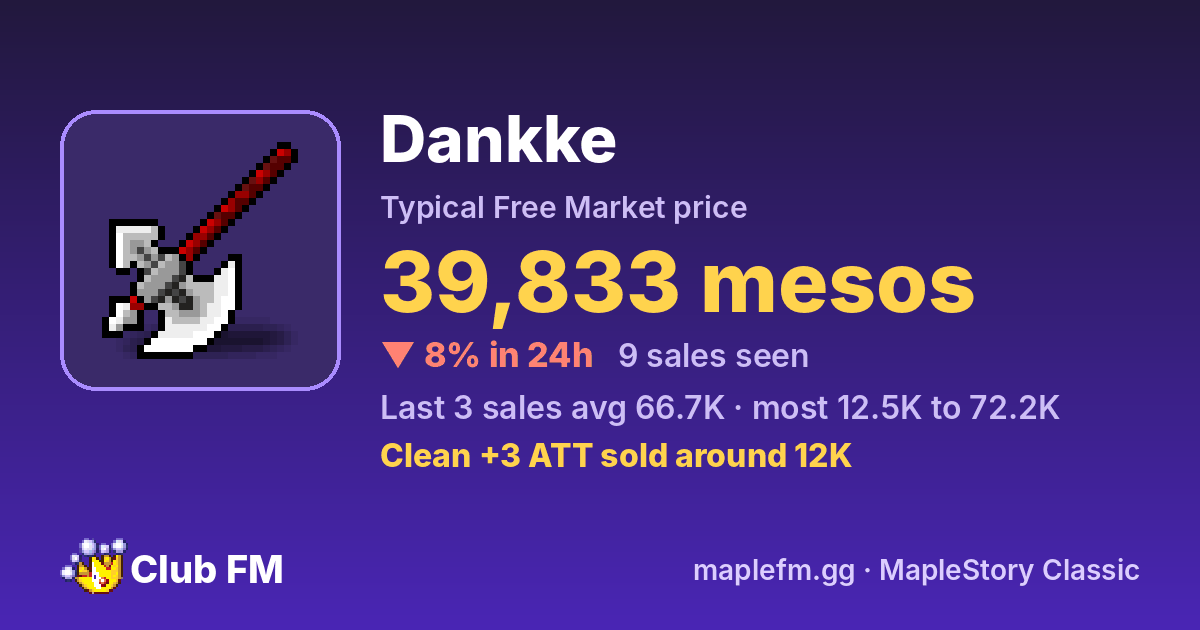 Dankke
Typical Free Market price
39,833 mesos
▼ 8% in 24h 9 sales seen
Last 3 sales avg 66.7K · most 12.5K to 72.2K
Clean +3 ATT sold around 12K
Club FM
maplefm.gg · MapleStory Classic